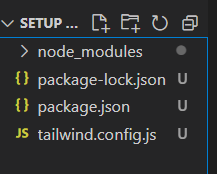 SETUP ...
node_modules
{} package-lock.json U
{} package.json U
JS tailwind.config.js U